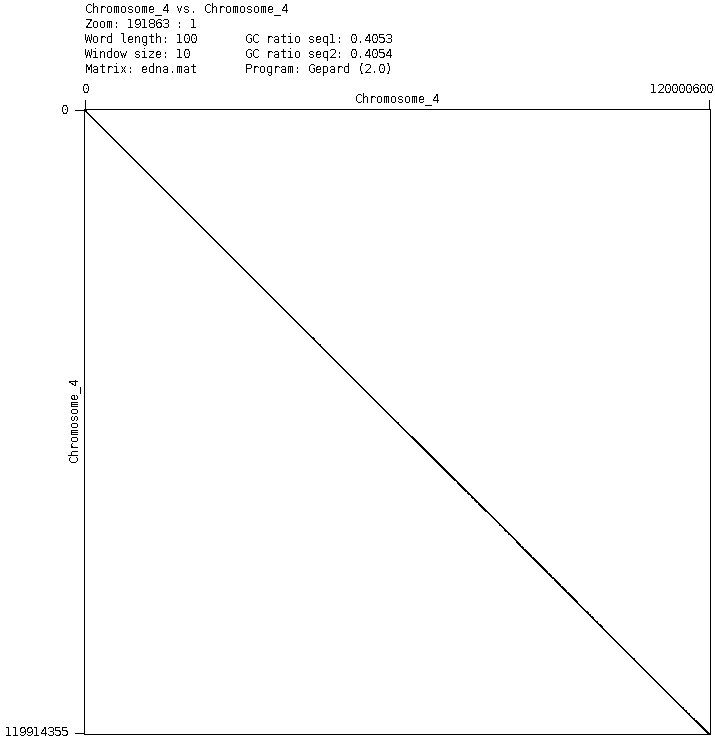 Chromosome_4 vs. Chromosome_4
Zoom: 191863 : 1
Word length: 100 GC ratio seq1: 0.4053
Window size: 10 GC ratio seq2: 0.4054
Matrix: edna.mat Program: Gepard (2.0)
0 120000600
Chromosome_4
0
Chromosome_4
119914355